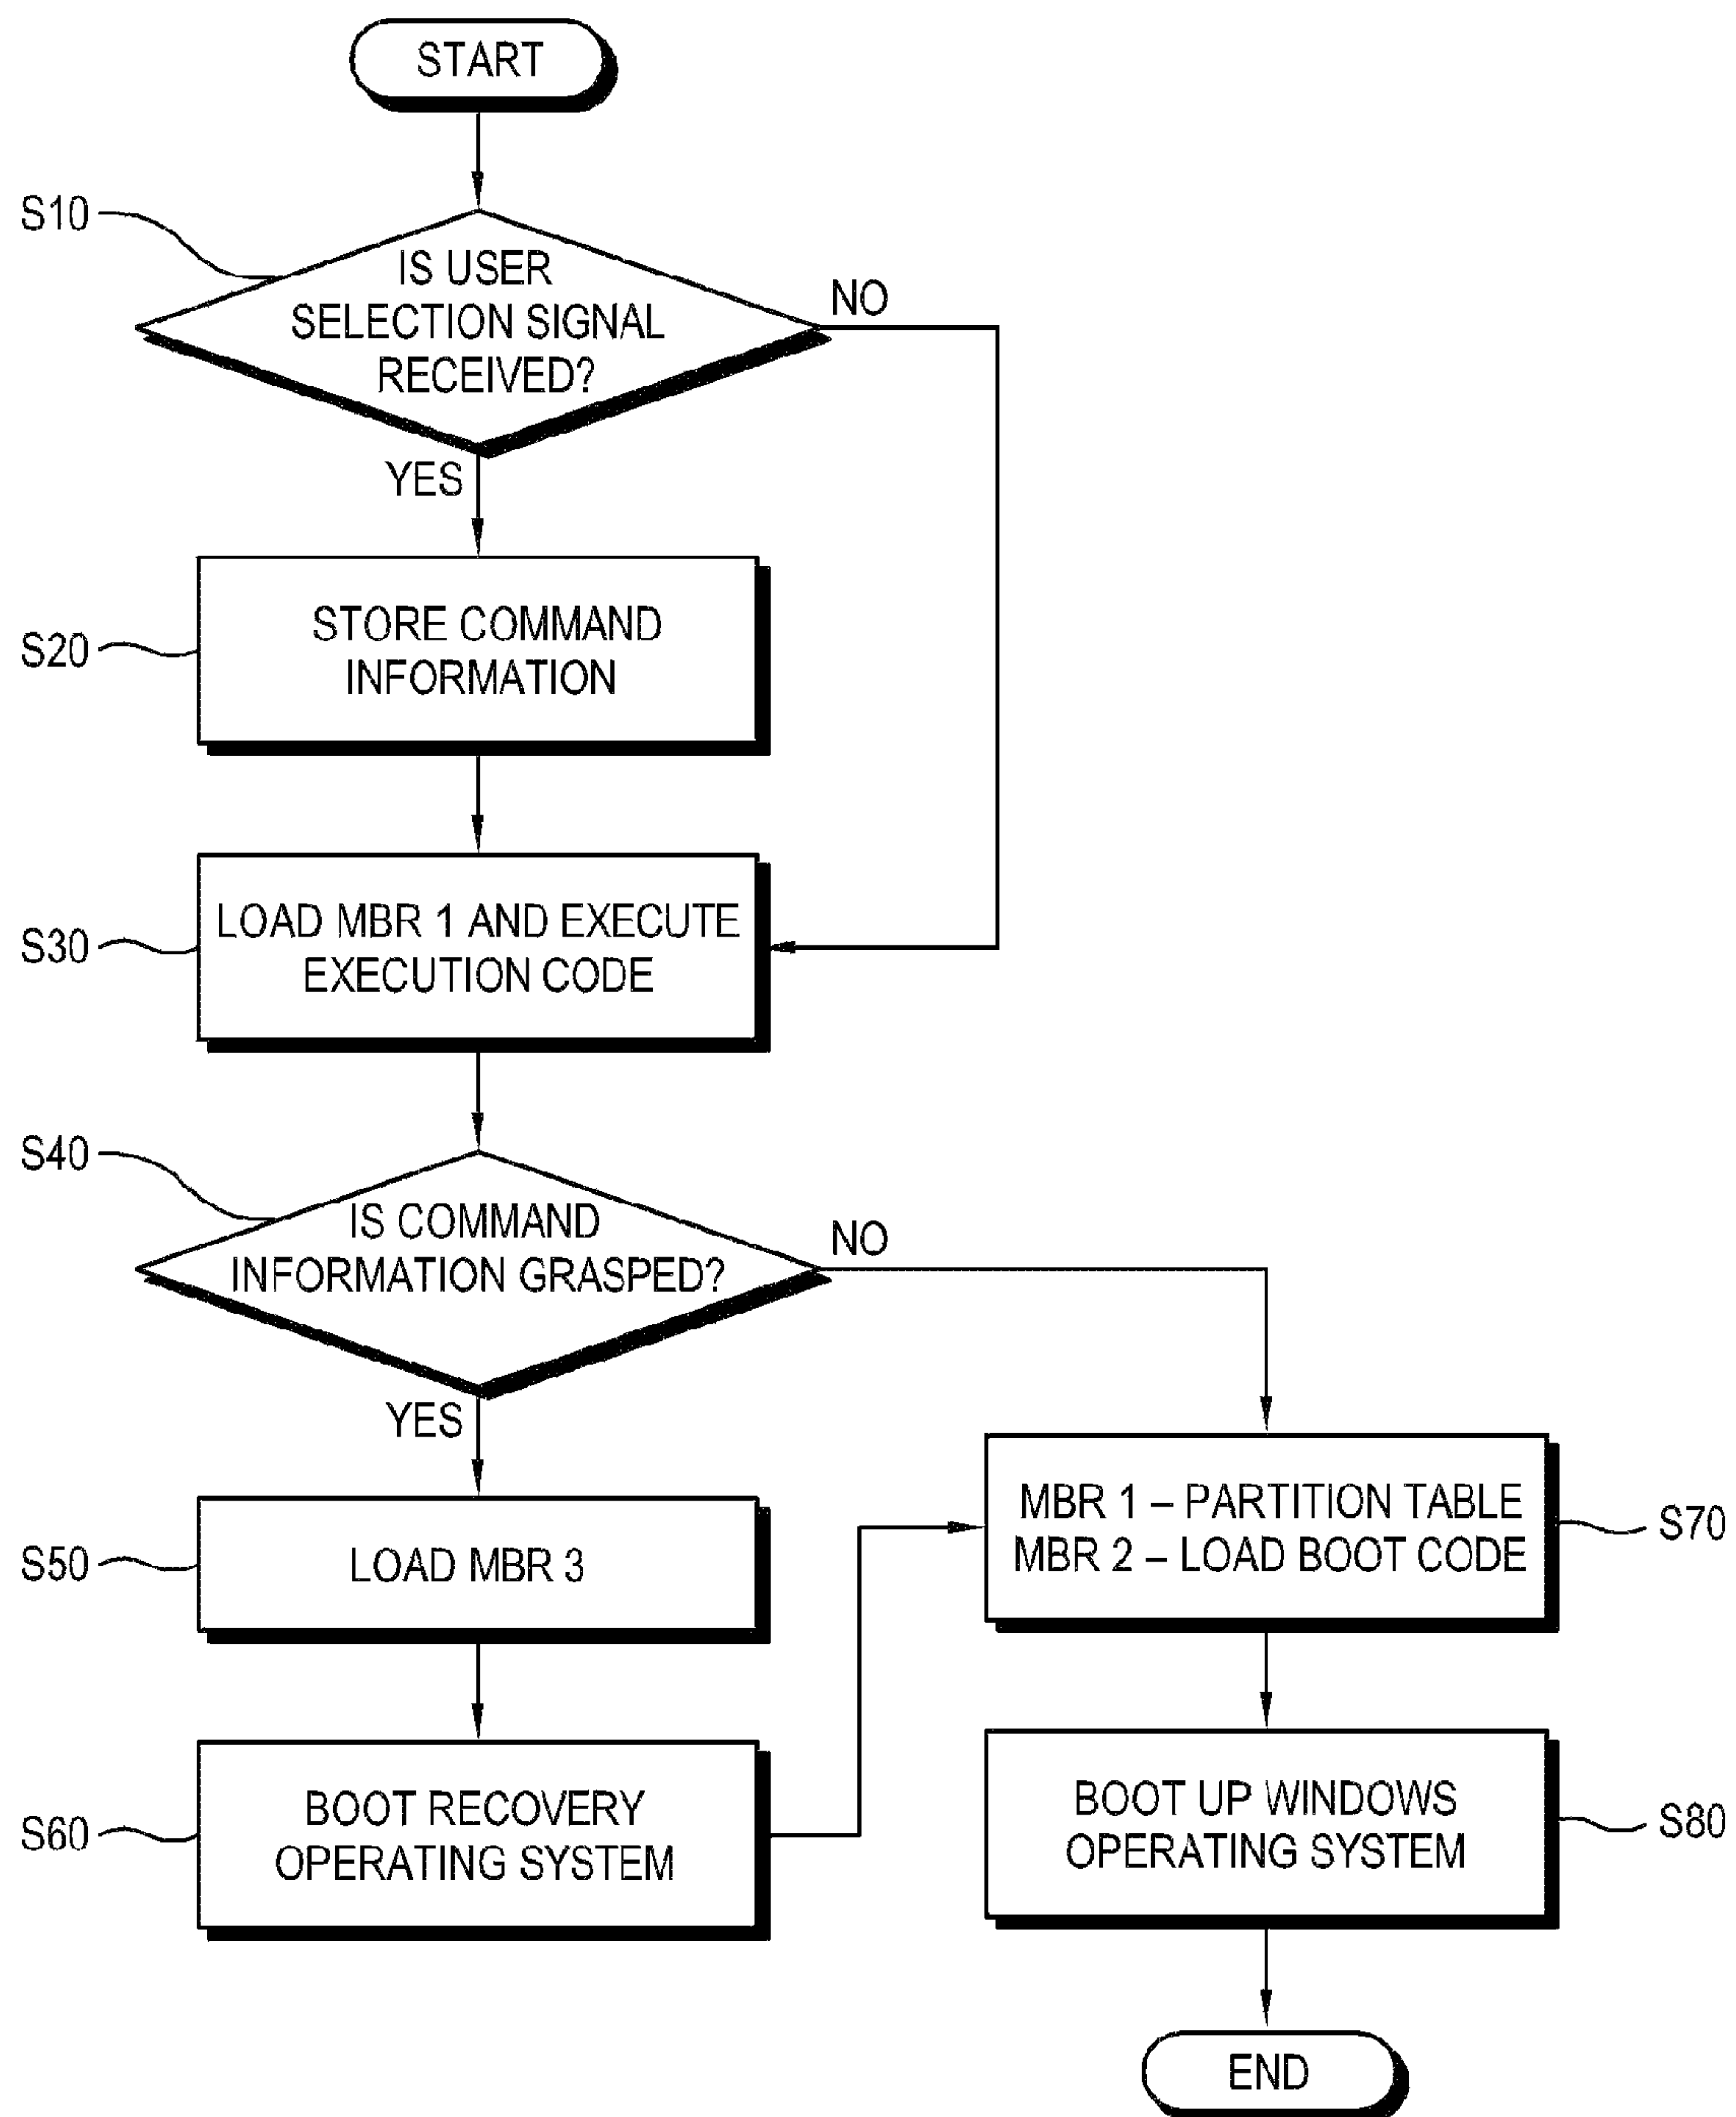 START
S10
IS USER
SELECTION SIGNAL
RECEIVED?
NO
YES
S20
STORE COMMAND
INFORMATION
S30
LOAD MBR 1 AND EXECUTE
EXECUTION CODE
S40
IS COMMAND
INFORMATION GRASPED?
NO
YES
S50
LOAD MBR 3
S60
BOOT RECOVERY
OPERATING SYSTEM
MBR 1 – PARTITION TABLE
MBR 2 – LOAD BOOT CODE
S70
BOOT UP WINDOWS
OPERATING SYSTEM
S80
END